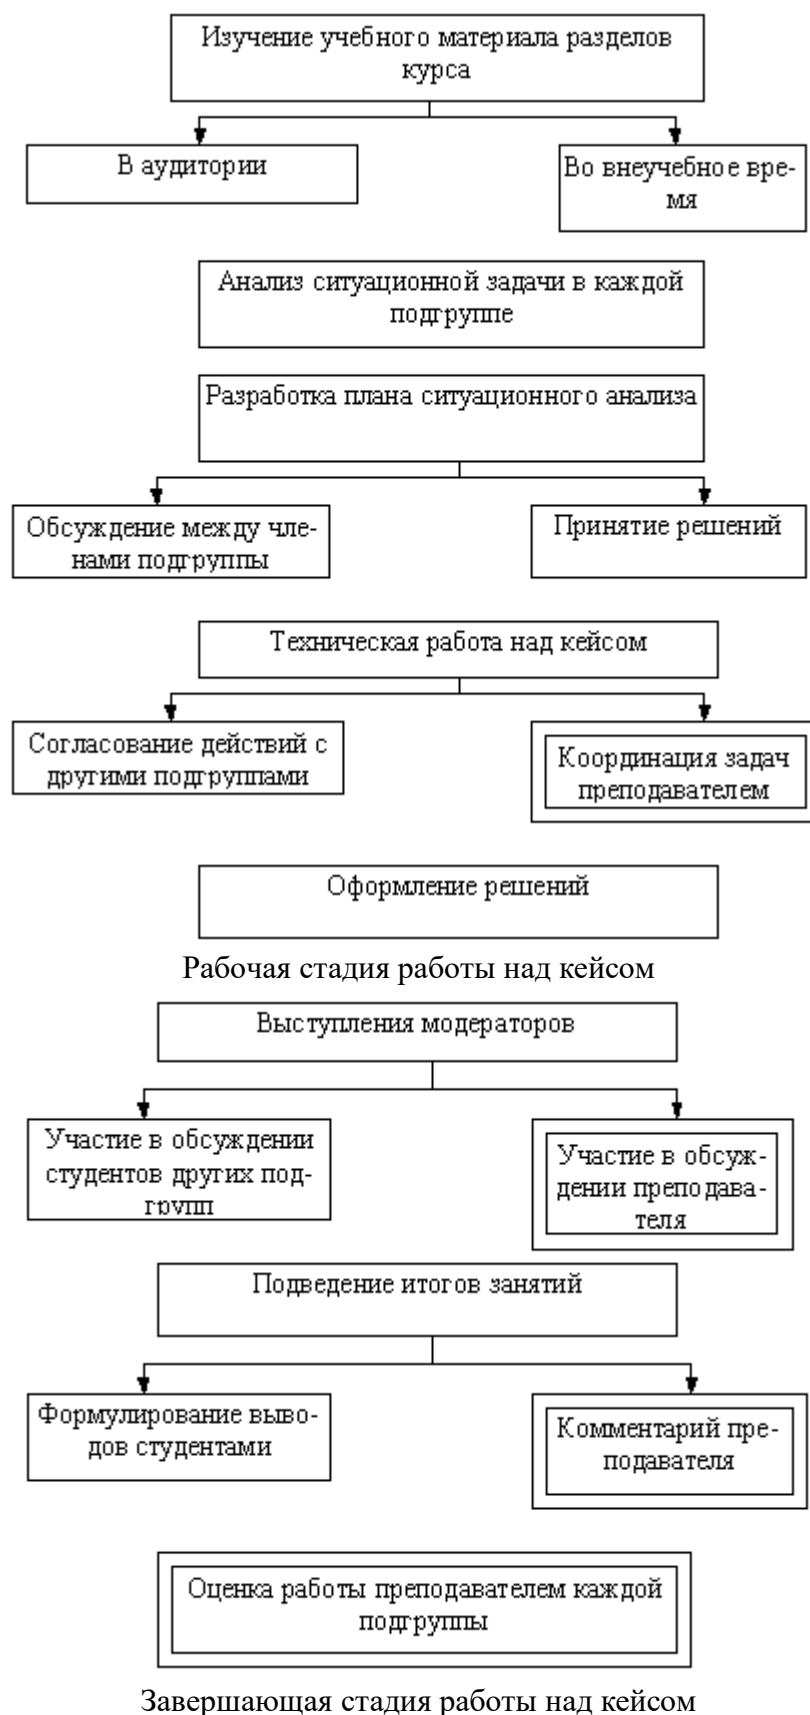 Изучение учебного материала разделов
курса
В аудитории
Во внеучебное вре-
мя
Анализ ситуационной задачи в каждой
подгруппе
Разработка плана ситуационного анализа
Обсуждение между чле-
нами подгруппы
Принятие решений
Техническая работа над кейсом
Согласование действий с
другими подгруппами
Координация задач
преподавателем
Оформление решений
Рабочая стадия работы над кейсом
Выступления модераторов
Участие в обсуждении
студентов других под-
групп
Участие в обсуж-
дении преподава-
теля
Подведение итогов занятий
Формулирование выво-
дов студентами
Комментарий пре-
подавателя
Оценка работы преподавателем каждой
подгруппы
Завершающая стадия работы над кейсом